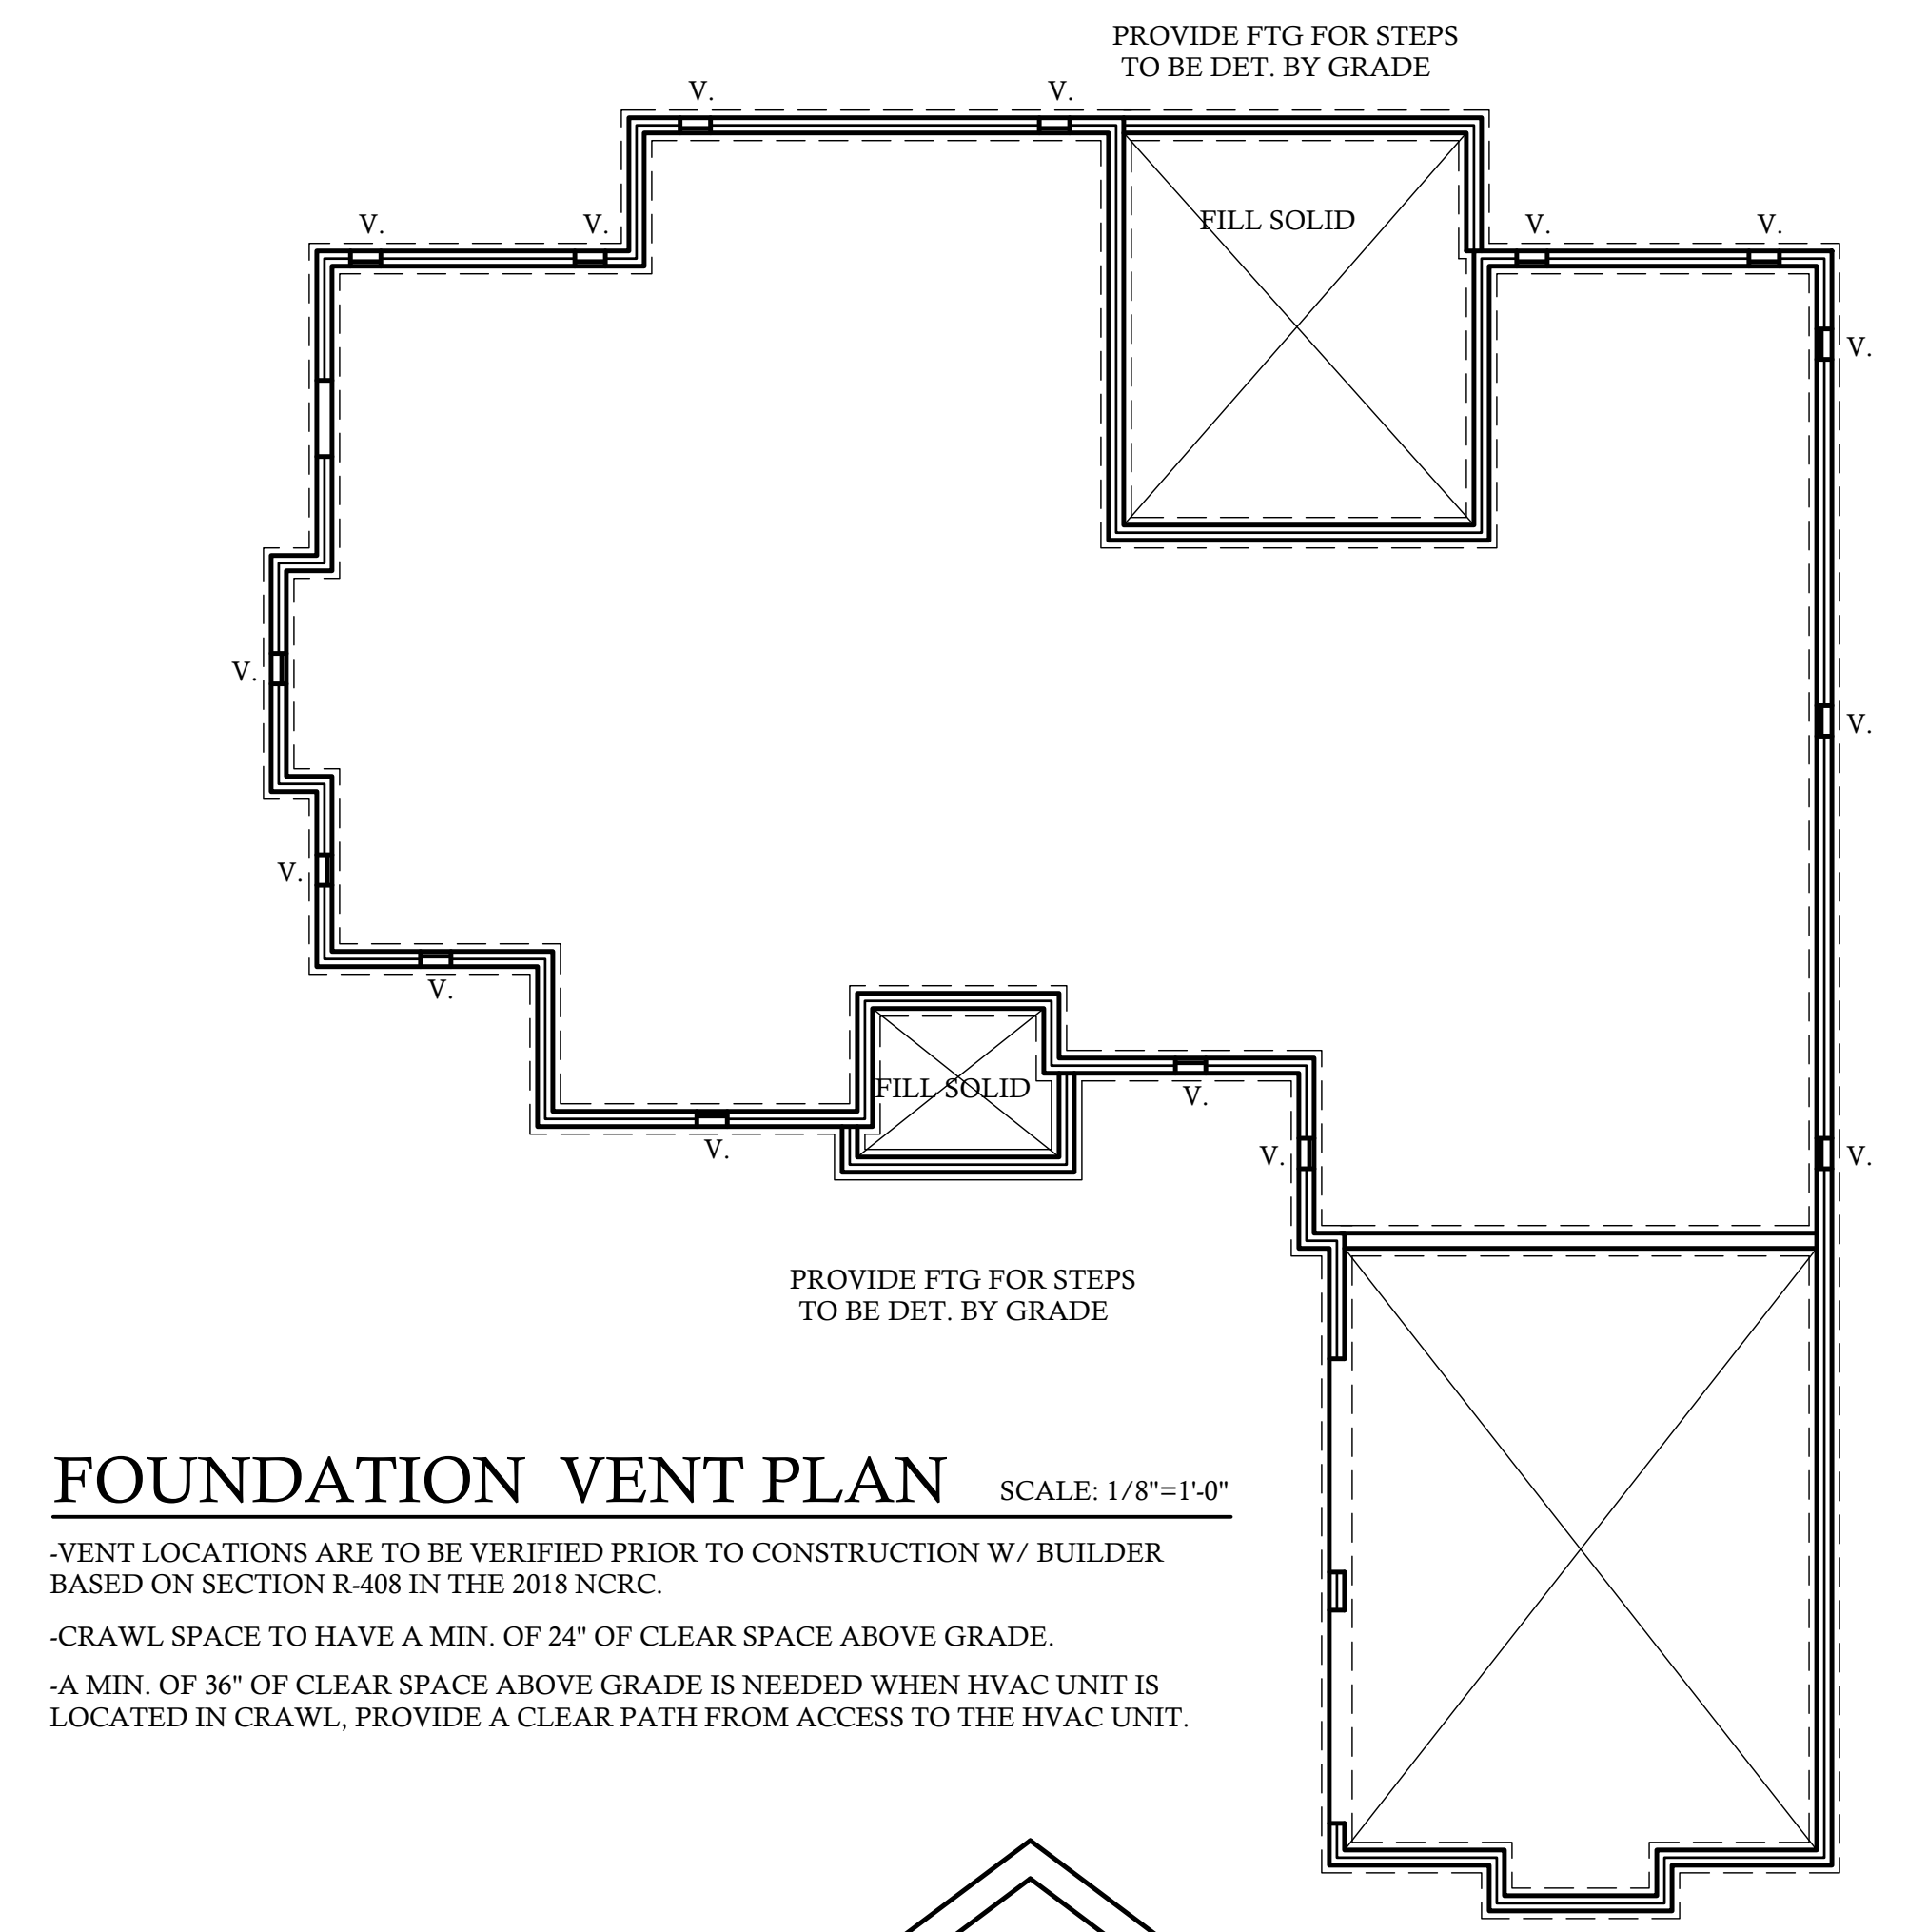 PROVIDE FTG FOR STEPS
TO BE DET. BY GRADE
V.
V.
V.
V.
FILL SOLID
V.
V.
V.
V.
V.
V.
V.
FILL SOLID
V.
V.
V.
V.
PROVIDE FTG FOR STEPS
TO BE DET. BY GRADE
FOUNDATION VENT PLAN SCALE: 1/8"=1'-0"
-VENT LOCATIONS ARE TO BE VERIFIED PRIOR TO CONSTRUCTION W/ BUILDER
BASED ON SECTION R-408 IN THE 2018 NCRC.
-CRAWL SPACE TO HAVE A MIN. OF 24" OF CLEAR SPACE ABOVE GRADE.
-A MIN. OF 36" OF CLEAR SPACE ABOVE GRADE IS NEEDED WHEN HVAC UNIT IS
LOCATED IN CRAWL, PROVIDE A CLEAR PATH FROM ACCESS TO THE HVAC UNIT.